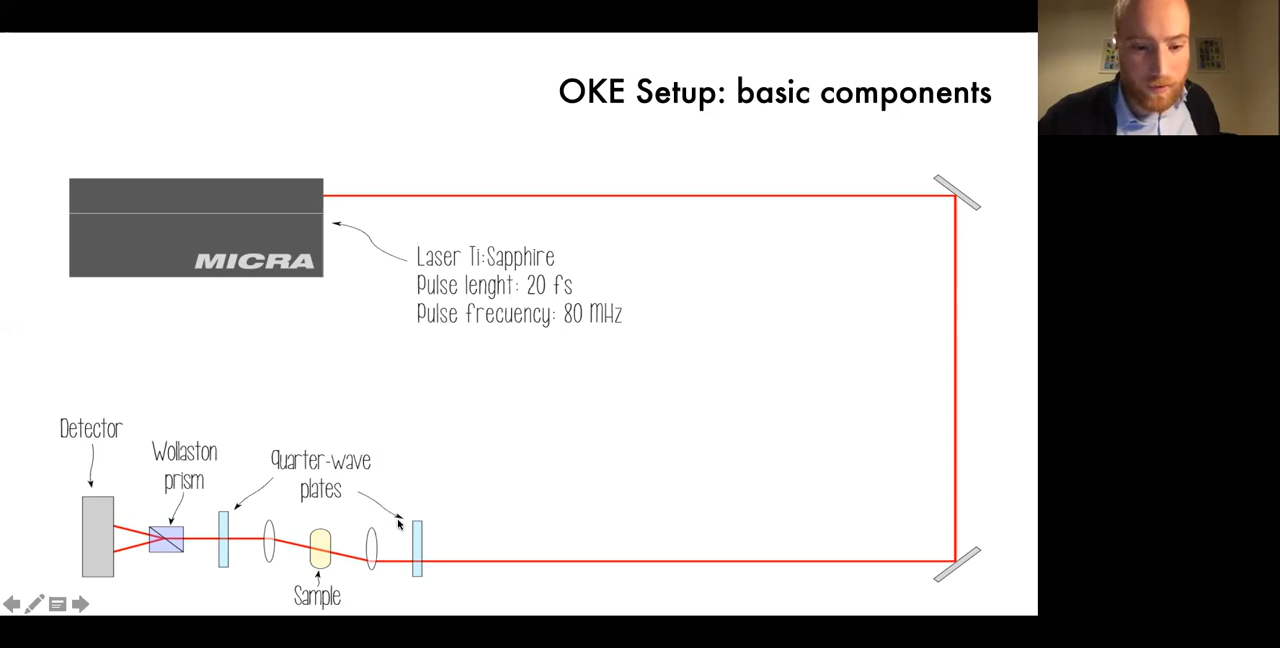 OKE Setup: basic components
MICRA
Laser Ti:Sapphire
Pulse lenght: 20 fs
Pulse frecuency: 80 MHz
Detector
Wollaston
prism
quarter-wave
plates
Sample